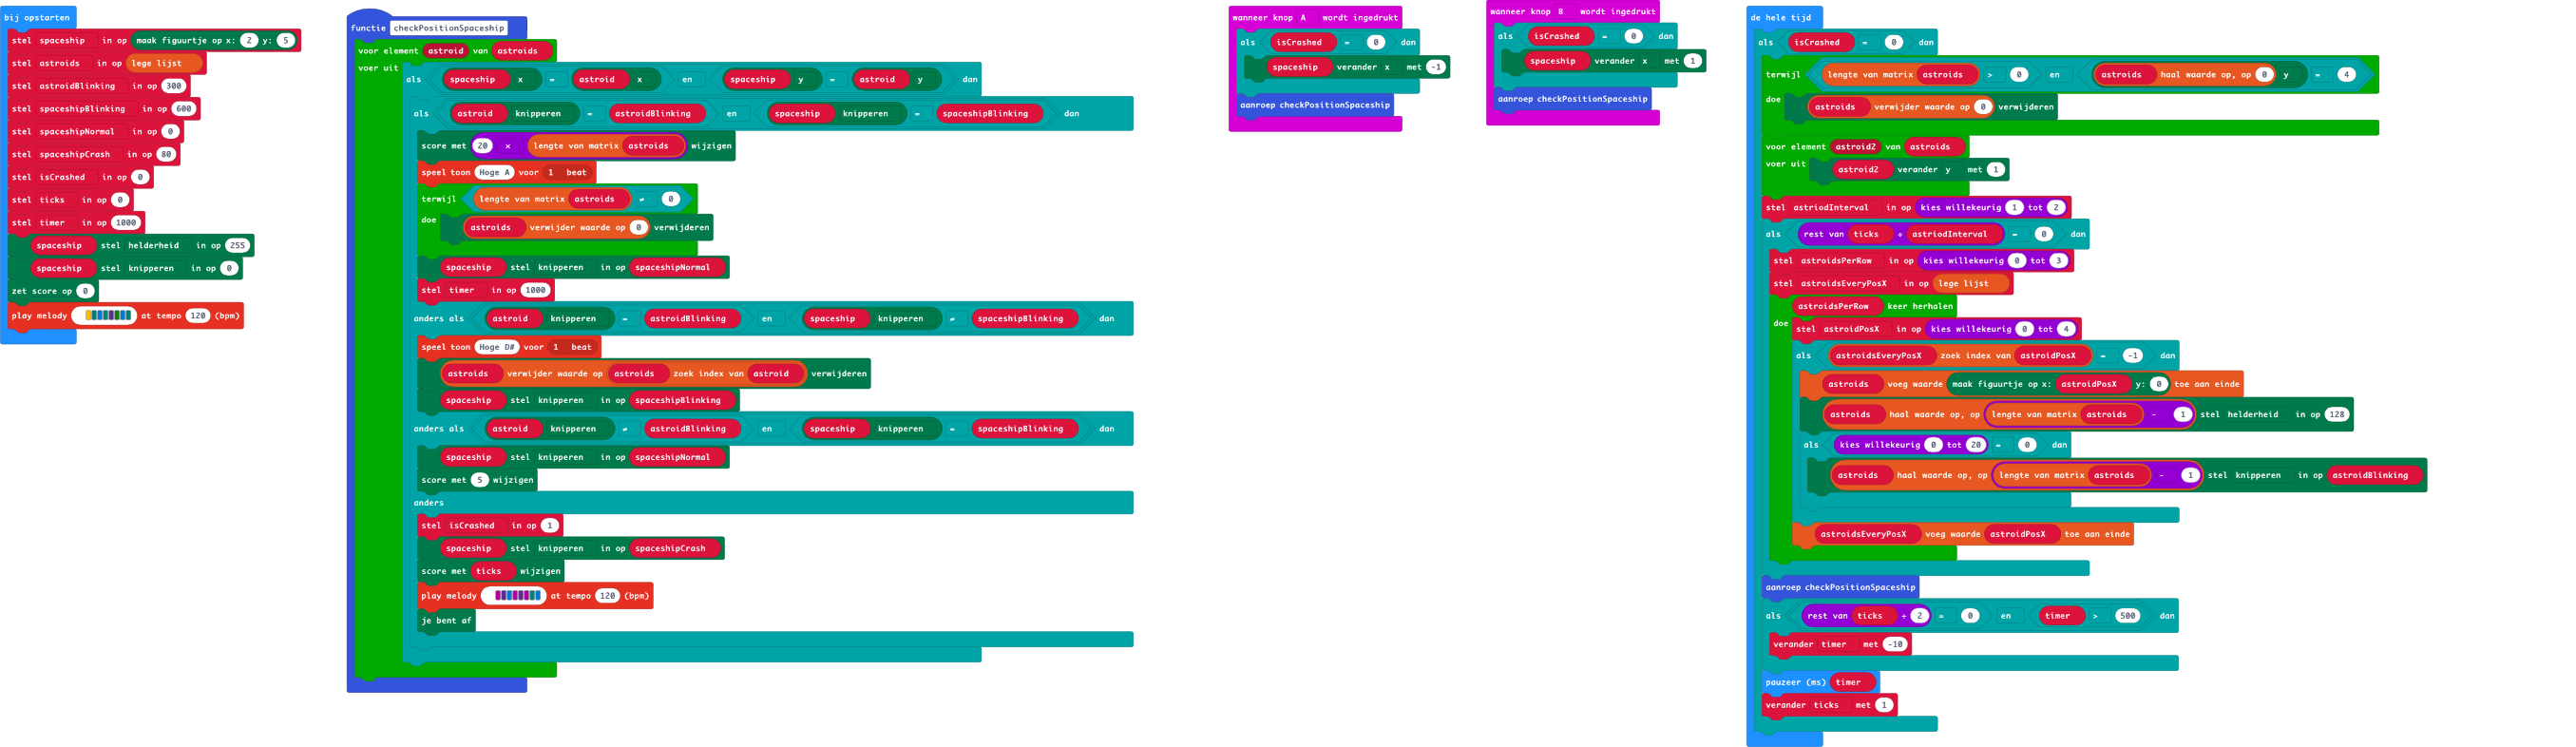 bij opstarten
stel spaceship in op maak figuurtje op x: 2 y: 5
stel astroids in op lege lijst
stel astroidBlinking in op 300
stel spaceshipBlinking in op 600
stel spaceshipNormal in op 0
stel spaceshipCrash in op 80
stel isCrashed in op 0
stel ticks in op 0
stel timer in op 1000
spaceship stel helderheid in op 255
spaceship stel knipperen in op 0
zet score op 0
play melody at tempo 120 (bpm)
functie checkPositionSpaceship
voor element astroid van astroids
voer uit
als spaceship x = astroid x en spaceship y = astroid y dan
als astroid knipperen = astroidBlinking en spaceship knipperen = spaceshipBlinking dan
score met 20 × lengte van matrix astroids wijzigen
speel toon Hoge A voor 1 beat
terwijl lengte van matrix astroids ≠ 0
doe astroids verwijder waarde op 0 verwijderen
spaceship stel knipperen in op spaceshipNormal
stel timer in op 1000
anders als astroid knipperen = astroidBlinking en spaceship knipperen ≠ spaceshipBlinking dan
speel toon Hoge D# voor 1 beat
astroids verwijder waarde op astroids zoek index van astroid verwijderen
spaceship stel knipperen in op spaceshipBlinking
anders als astroid knipperen ≠ astroidBlinking en spaceship knipperen = spaceshipBlinking dan
spaceship stel knipperen in op spaceshipNormal
score met 5 wijzigen
anders
stel isCrashed in op 1
spaceship stel knipperen in op spaceshipCrash
score met ticks wijzigen
play melody at tempo 120 (bpm)
je bent af
wanneer knop A wordt ingedrukt
als isCrashed = 0 dan
spaceship verander x met -1
aanroep checkPositionSpaceship
wanneer knop B wordt ingedrukt
als isCrashed = 0 dan
spaceship verander x met 1
aanroep checkPositionSpaceship
de hele tijd
als isCrashed = 0 dan
terwijl lengte van matrix astroids > 0 en astroids haal waarde op, op 0 y = 4
doe astroids verwijder waarde op 0 verwijderen
voor element astroid2 van astroids
voer uit astroid2 verander y met 1
stel astriodInterval in op kies willekeurig 1 tot 2
als rest van ticks ÷ astriodInterval = 0 dan
stel astroidsPerRow in op kies willekeurig 0 tot 3
stel astroidsEveryPosX in op lege lijst
astroidsPerRow keer herhalen
doe stel astroidPosX in op kies willekeurig 0 tot 4
als astroidsEveryPosX zoek index van astroidPosX = -1 dan
astroids voeg waarde maak figuurtje op x: astroidPosX y: 0 toe aan einde
astroids haal waarde op, op lengte van matrix astroids - 1 stel helderheid in op 128
als kies willekeurig 0 tot 20 = 0 dan
astroids haal waarde op, op lengte van matrix astroids - 1 stel knipperen in op astroidBlinking
astroidsEveryPosX voeg waarde astroidPosX toe aan einde
aanroep checkPositionSpaceship
als rest van ticks ÷ 2 = 0 en timer > 500 dan
verander timer met -10
pauzeer (ms) timer
verander ticks met 1